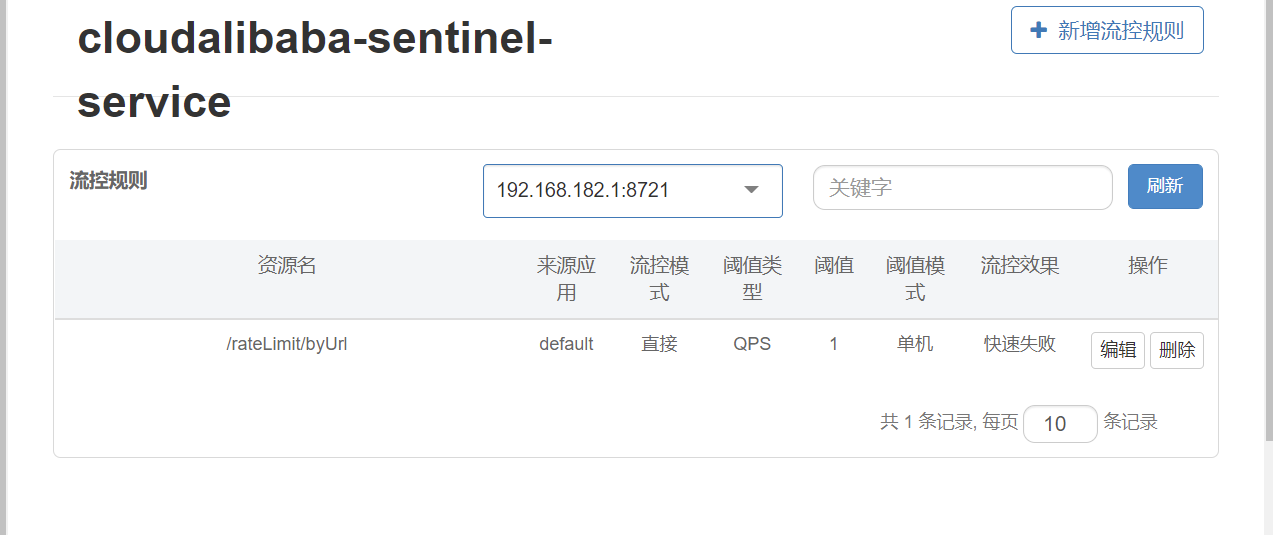 cloudalibaba-sentinel-
service
新增流控规则
流控规则
192.168.182.1:8721
关键字
刷新
资源名 来源应用 流控模式 阈值类型 阈值 阈值模式 流控效果 操作
/rateLimit/byUrl default 直接 QPS 1 单机 快速失败 编辑 删除
共 1 条记录, 每页 10 条记录